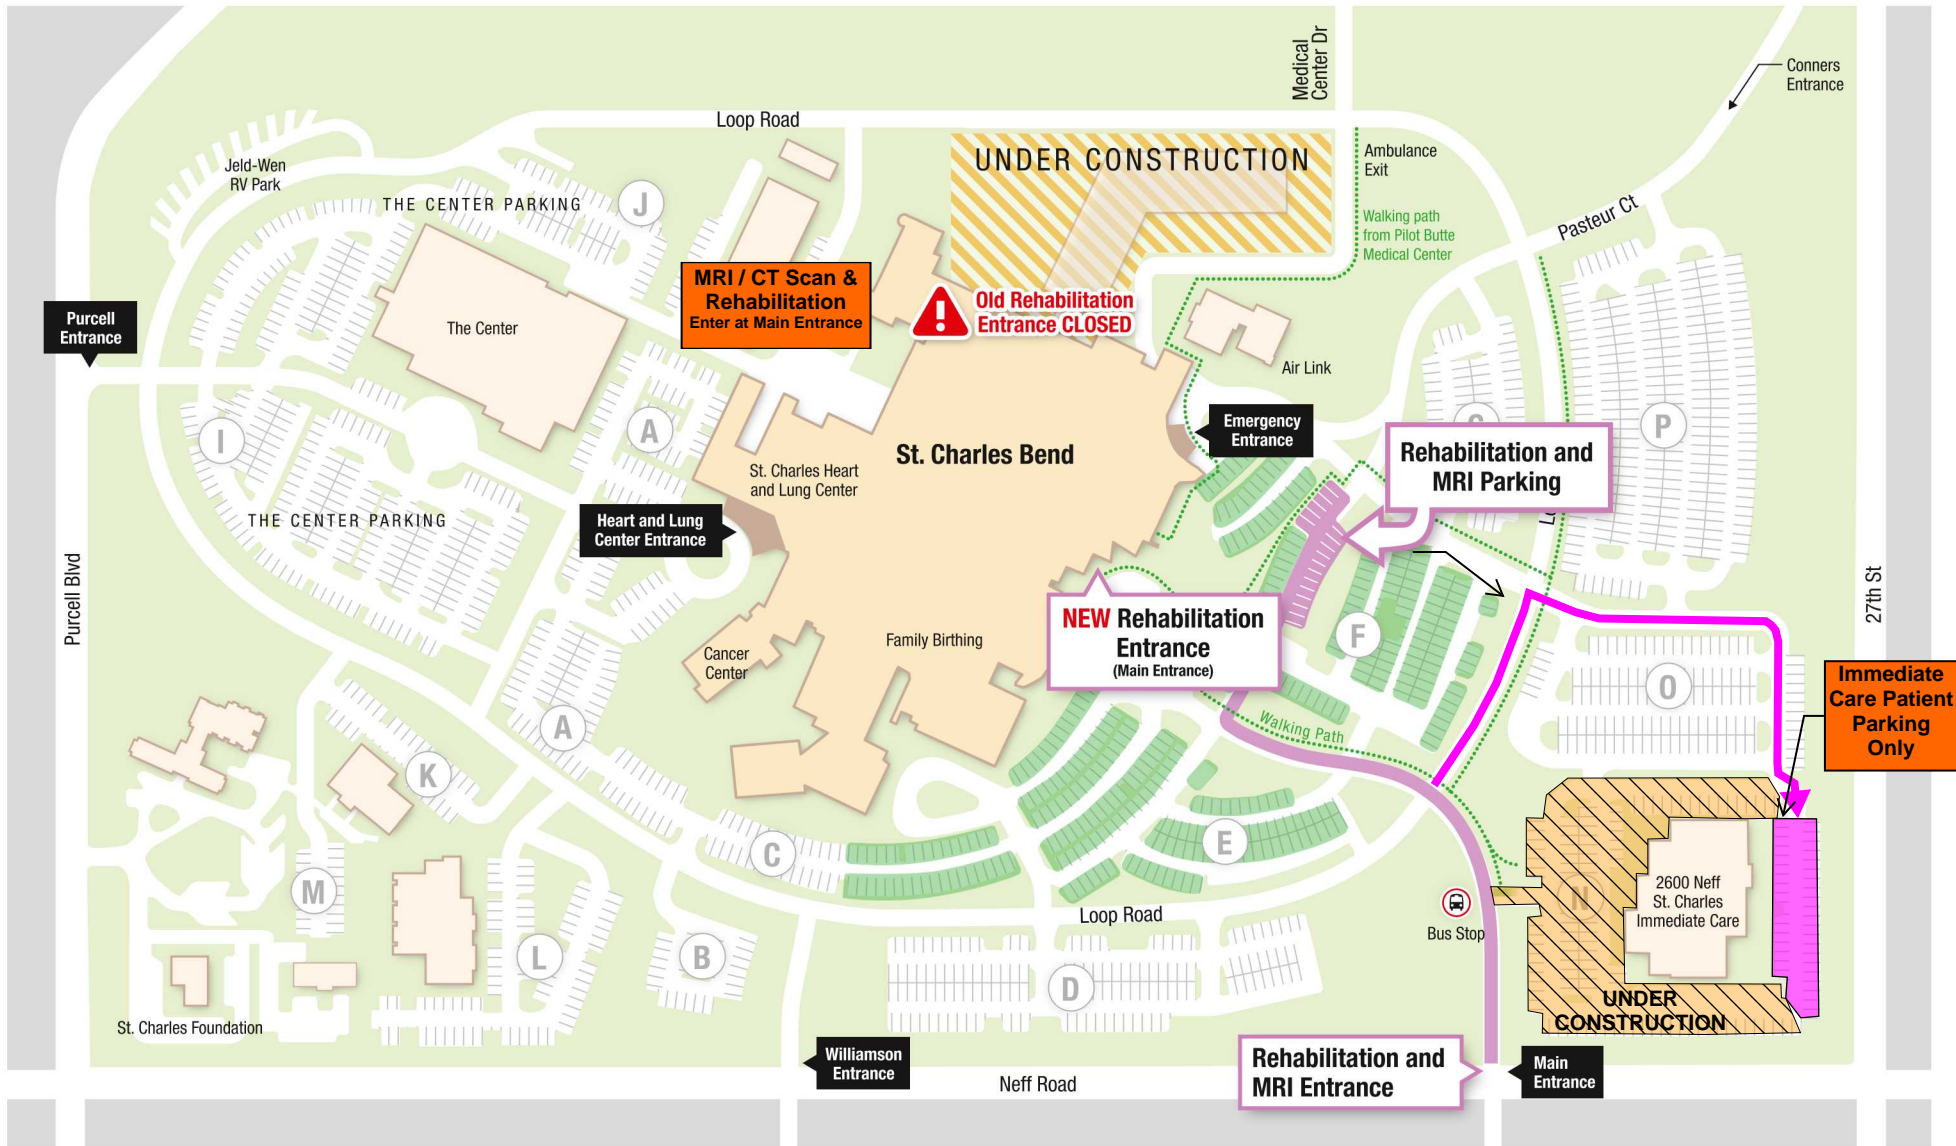 Medical
Center Dr
Conners
Entrance
Loop Road
UNDER CONSTRUCTION
Ambulance
Exit
Jeld-Wen
RV Park
THE CENTER PARKING
J
Walking path
from Pilot Butte
Medical Center
Pasteur Ct
MRI / CT Scan &
Rehabilitation
Enter at Main Entrance
Old Rehabilitation
Entrance CLOSED
Purcell
Entrance
The Center
Air Link
I
A
Emergency
Entrance
P
St. Charles Bend
Rehabilitation and
MRI Parking
St. Charles Heart
and Lung Center
THE CENTER PARKING
Heart and Lung
Center Entrance
Purcell Blvd
27th St
NEW Rehabilitation
Entrance
(Main Entrance)
F
Family Birthing
Cancer
Center
O
Immediate
Care Patient
Parking
Only
Walking Path
A
K
C
E
M
N
2600 Neff
St. Charles
Immediate Care
Loop Road
Bus Stop
L
B
D
UNDER
CONSTRUCTION
St. Charles Foundation
Williamson
Entrance
Neff Road
Rehabilitation and
MRI Entrance
Main
Entrance